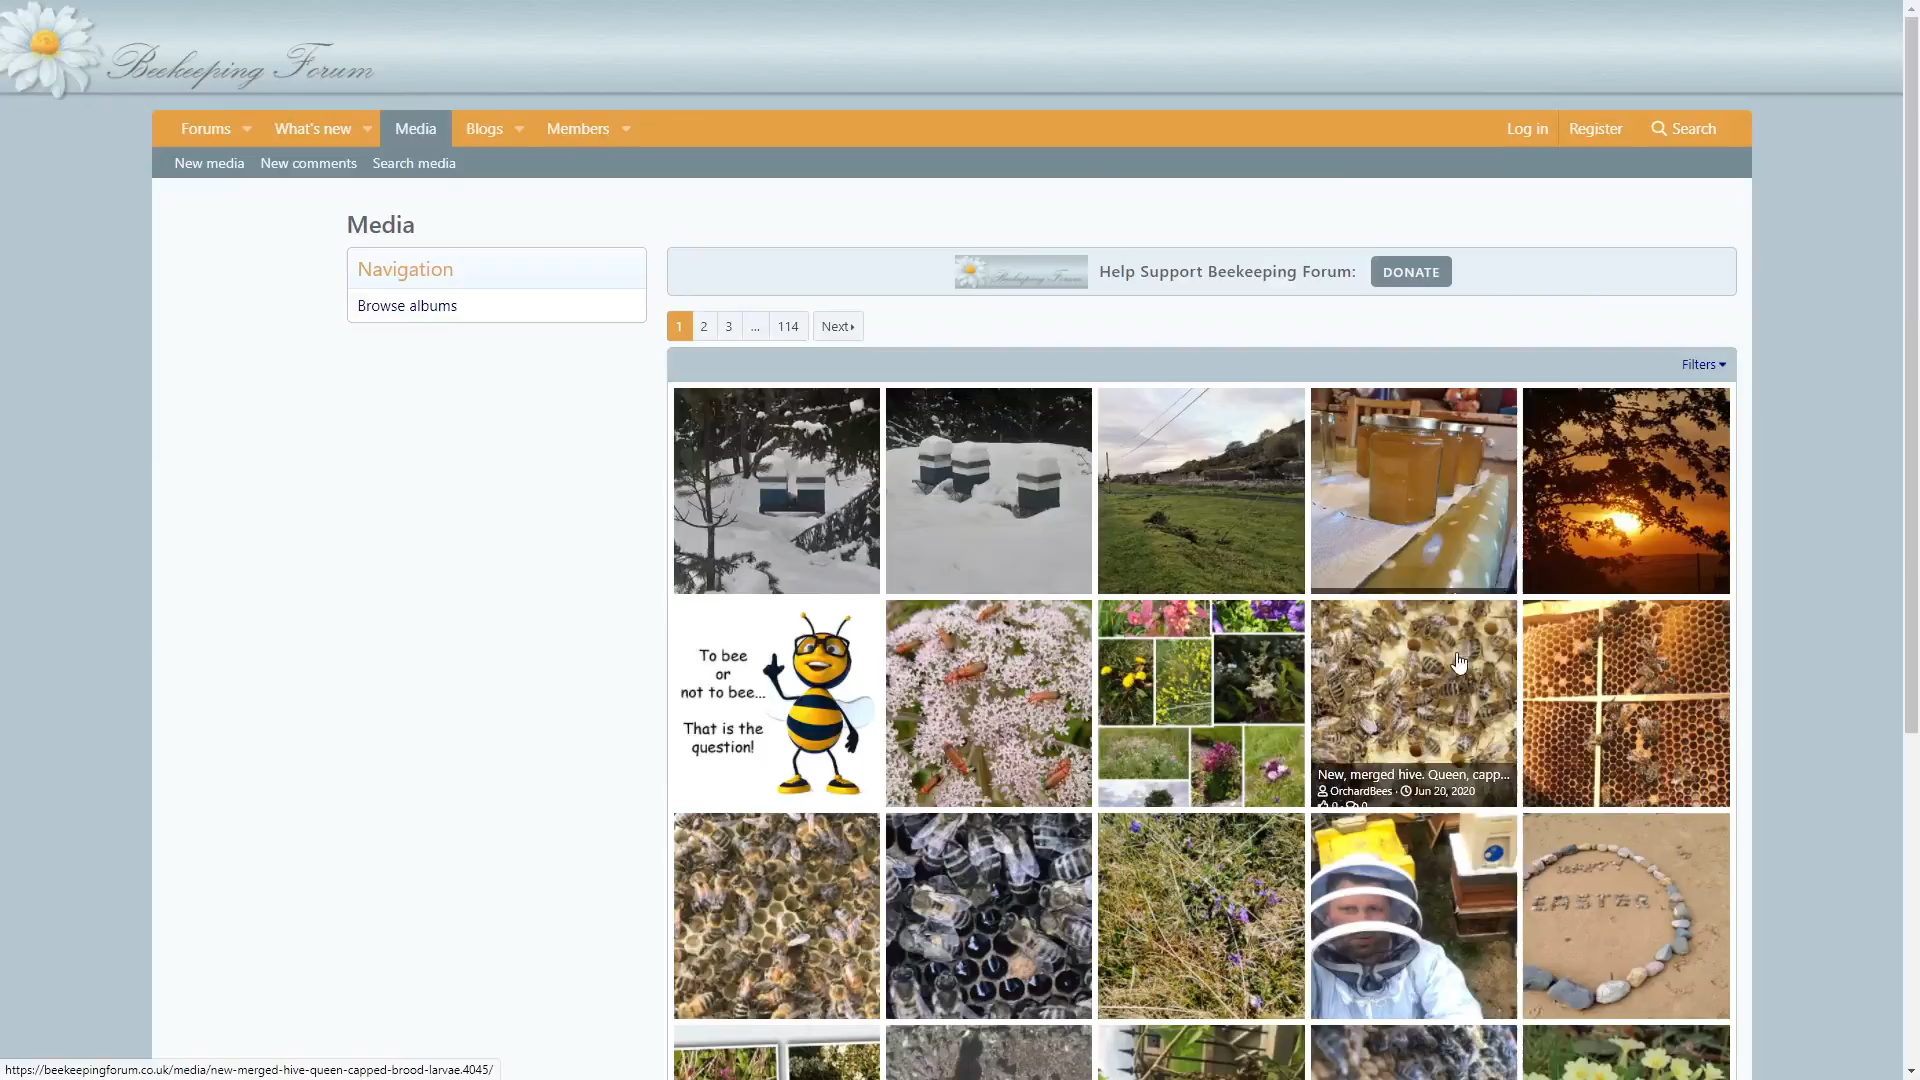 Beekeeping Forum
Forums
What's new
Media
Blogs
Members
Log in
Register
Search
New media
New comments
Search media
Media
Navigation
Browse albums
Beekeeping Forum
Help Support Beekeeping Forum:
DONATE
1
2
3
...
114
Next
Filters
To bee
or
not to bee...
That is the
question!
New, merged hive. Queen, capp...
OrchardBees · Jun 20, 2020
0 · 0
HAPPY
EASTER
https://beekeepingforum.co.uk/media/new-merged-hive-queen-capped-brood-larvae.4045/